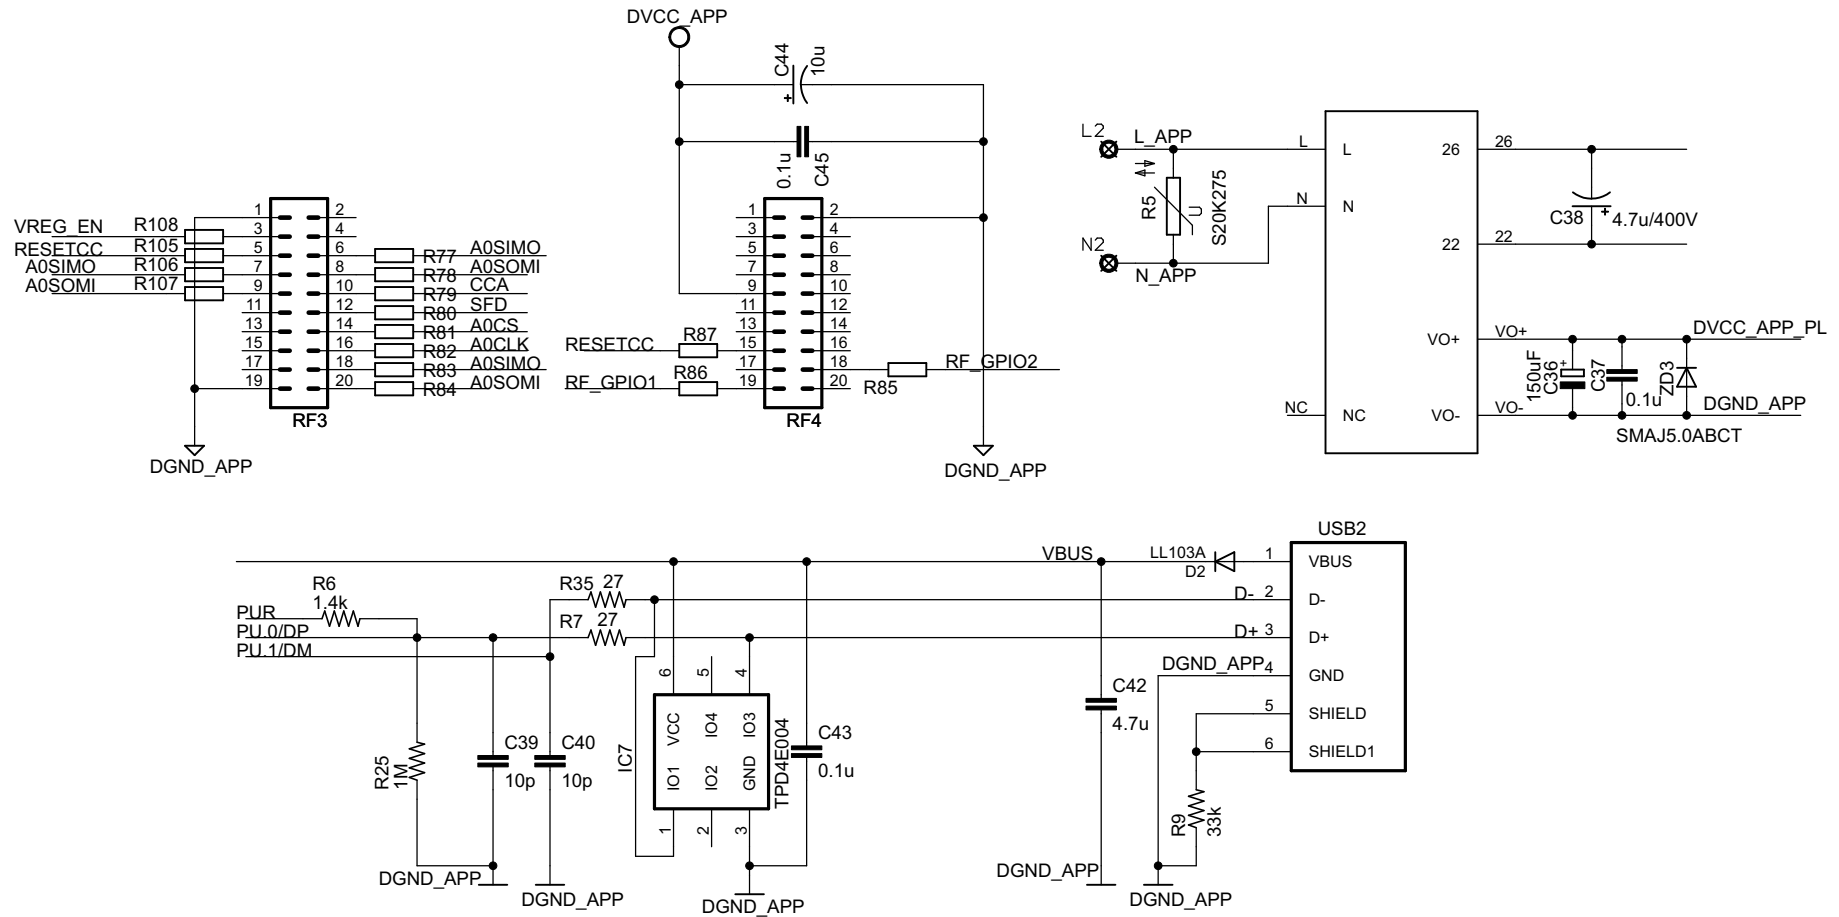 DVCC_APP
C44
10u
0.1u
C45
VREG_EN R108
RESETCC R105
A0SIMO R106
A0SOMI R107
1 2
3 4
5 6
7 8
9 10
11 12
13 14
15 16
17 18
19 20
R77 A0SIMO
R78 A0SOMI
R79 CCA
R80 SFD
R81 A0CS
R82 A0CLK
R83 A0SIMO
R84 A0SOMI
RF3
DGND_APP
1 2
3 4
5 6
7 8
9 10
11 12
13 14
15 16
17 18
19 20
RESETCC R87
RF_GPIO1 R86
R85 RF_GPIO2
RF4
DGND_APP
L2 L_APP
R5
U
S20K275
N2 N_APP
L L
N N
NC NC
26 26
22 22
C38 + 4.7u/400V
VO+ VO+ DVCC_APP_PL
VO- VO- DGND_APP
150uF
C36
+
C37
0.1u
ZD3
SMAJ5.0ABCT
USB2
VBUS LL103A D2 1 VBUS
D- 2 D-
D+ 3 D+
DGND_APP 4 GND
5 SHIELD
6 SHIELD1
R6
1.4k
PUR
PU.0/DP
PU.1/DM
R35 27
R7 27
R25
1M
C39
10p
C40
10p
IC7
6 5 4
VCC IO4 IO3
IO1 IO2 GND
1 2 3
TPD4E004
C43
0.1u
C42
4.7u
R9
33k
DGND_APP
DGND_APP
DGND_APP
DGND_APP
DGND_APP